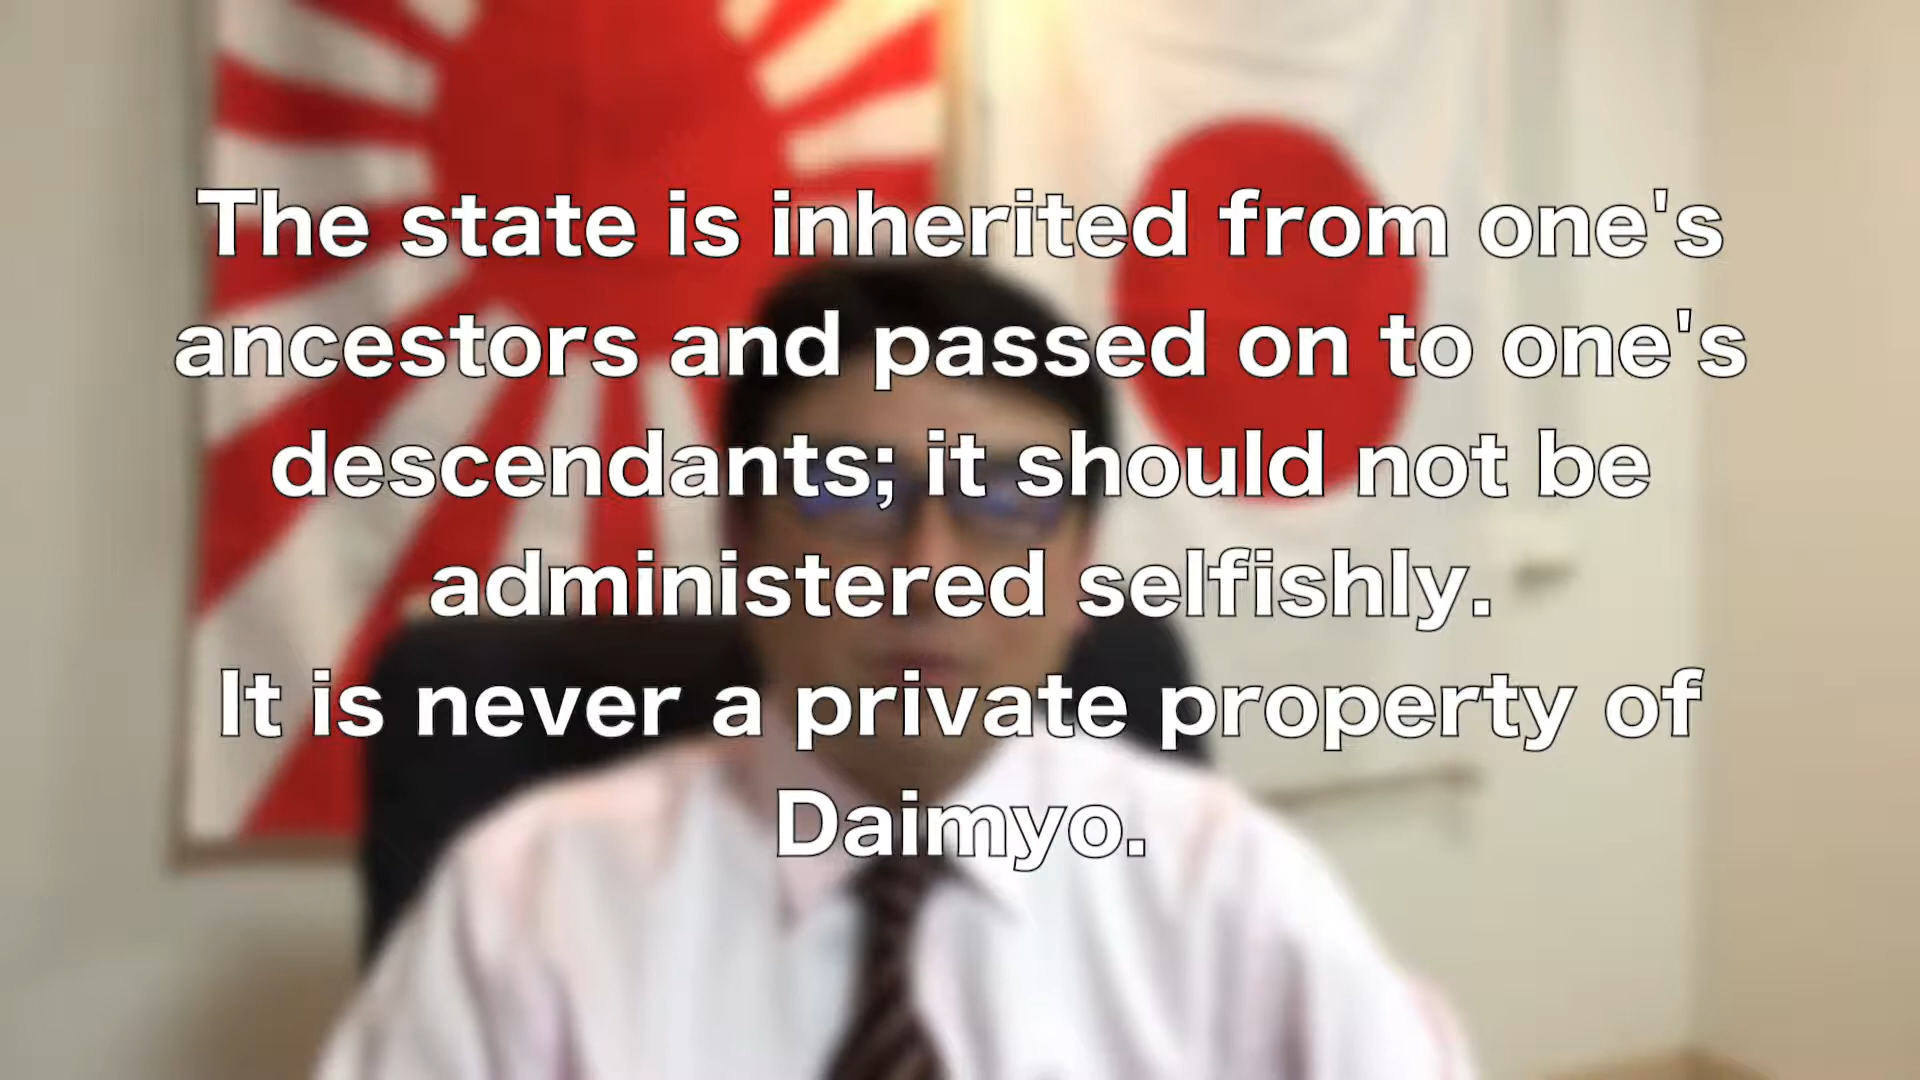 The state is inherited from one's
ancestors and passed on to one's
descendants; it should not be
administered selfishly.
It is never a private property of
Daimyo.